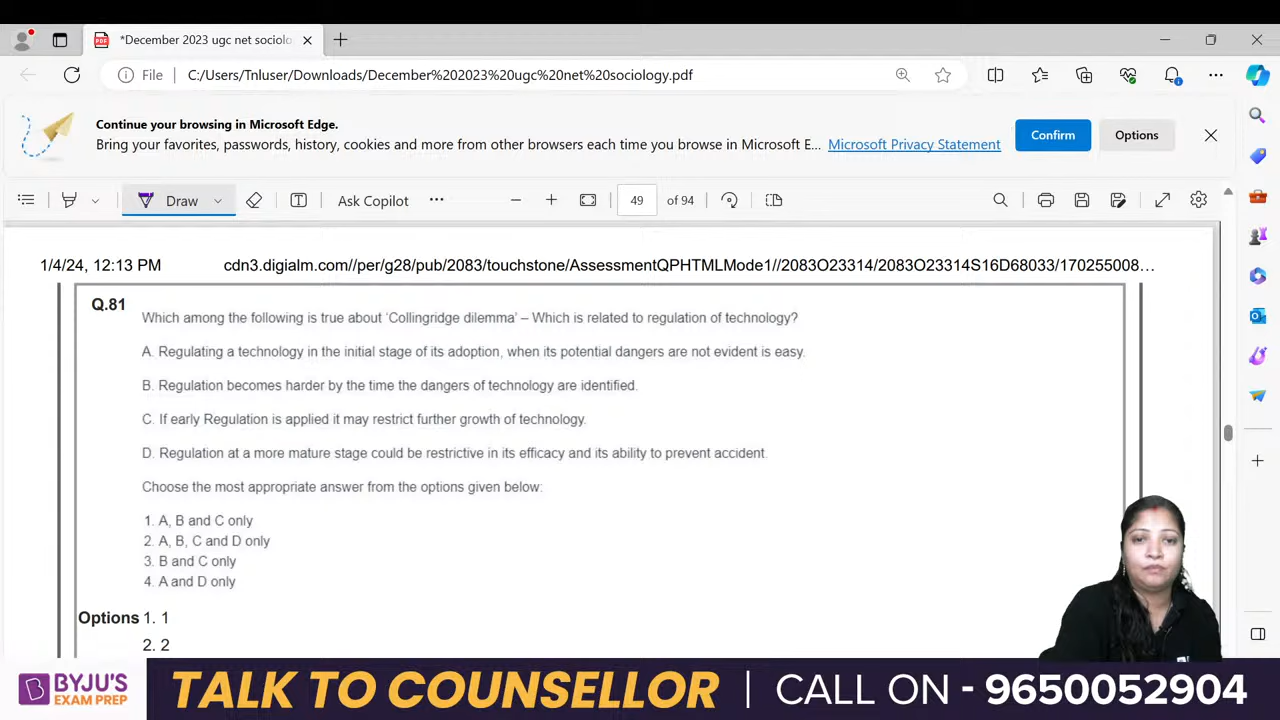 *December 2023 ugc net sociolo
File
C:/Users/Tnluser/Downloads/December%202023%20ugc%20net%20sociology.pdf
Continue your browsing in Microsoft Edge.
Bring your favorites, passwords, history, cookies and more from other browsers each time you browse in Microsoft E... Microsoft Privacy Statement
Confirm
Options
Draw
Ask Copilot
49 of 94
1/4/24, 12:13 PM
cdn3.digialm.com//per/g28/pub/2083/touchstone/AssessmentQPHTMLMode1//2083O23314/2083O23314S16D68033/170255008...
Q.81
Which among the following is true about 'Collingridge dilemma' – Which is related to regulation of technology?
A. Regulating a technology in the initial stage of its adoption, when its potential dangers are not evident is easy.
B. Regulation becomes harder by the time the dangers of technology are identified.
C. If early Regulation is applied it may restrict further growth of technology.
D. Regulation at a more mature stage could be restrictive in its efficacy and its ability to prevent accident.
Choose the most appropriate answer from the options given below:
1. A, B and C only
2. A, B, C and D only
3. B and C only
4. A and D only
Options 1. 1
2. 2
BYJU'S
EXAM PREP
TALK TO COUNSELLOR | CALL ON - 9650052904